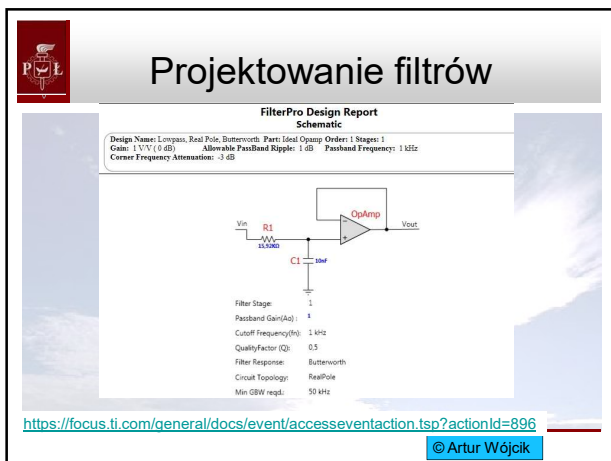 P Ł
Projektowanie filtrów
FilterPro Design Report
Schematic
Design Name: Lowpass, Real Pole, Butterworth Part: Ideal Opamp Order: 1 Stages: 1
Gain: 1 V/V ( 0 dB) Allowable PassBand Ripple: 1 dB Passband Frequency: 1 kHz
Corner Frequency Attenuation: -3 dB
OpAmp
Vin
R1
Vout
15,92KΩ
C1
10nF
Filter Stage: 1
Passband Gain(Ao) : 1
Cutoff Frequency(fn): 1 kHz
QualityFactor (Q): 0,5
Filter Response: Butterworth
Circuit Topology: RealPole
Min GBW reqd.: 50 kHz
https://focus.ti.com/general/docs/event/accesseventaction.tsp?actionId=896
© Artur Wójcik